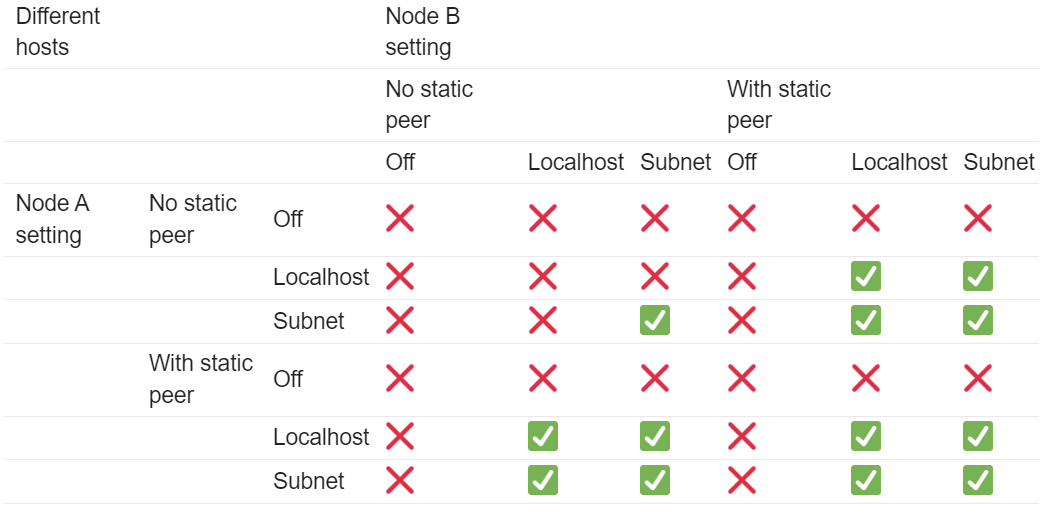 Different Node B
hosts setting
No static With static
peer peer
Off Localhost Subnet Off Localhost Subnet
Node A No static
setting peer Off ❌ ❌ ❌ ❌ ❌ ❌
Localhost ❌ ❌ ❌ ❌ ✅ ✅
Subnet ❌ ❌ ✅ ❌ ✅ ✅
With static
peer Off ❌ ❌ ❌ ❌ ❌ ❌
Localhost ❌ ✅ ✅ ❌ ✅ ✅
Subnet ❌ ✅ ✅ ❌ ✅ ✅